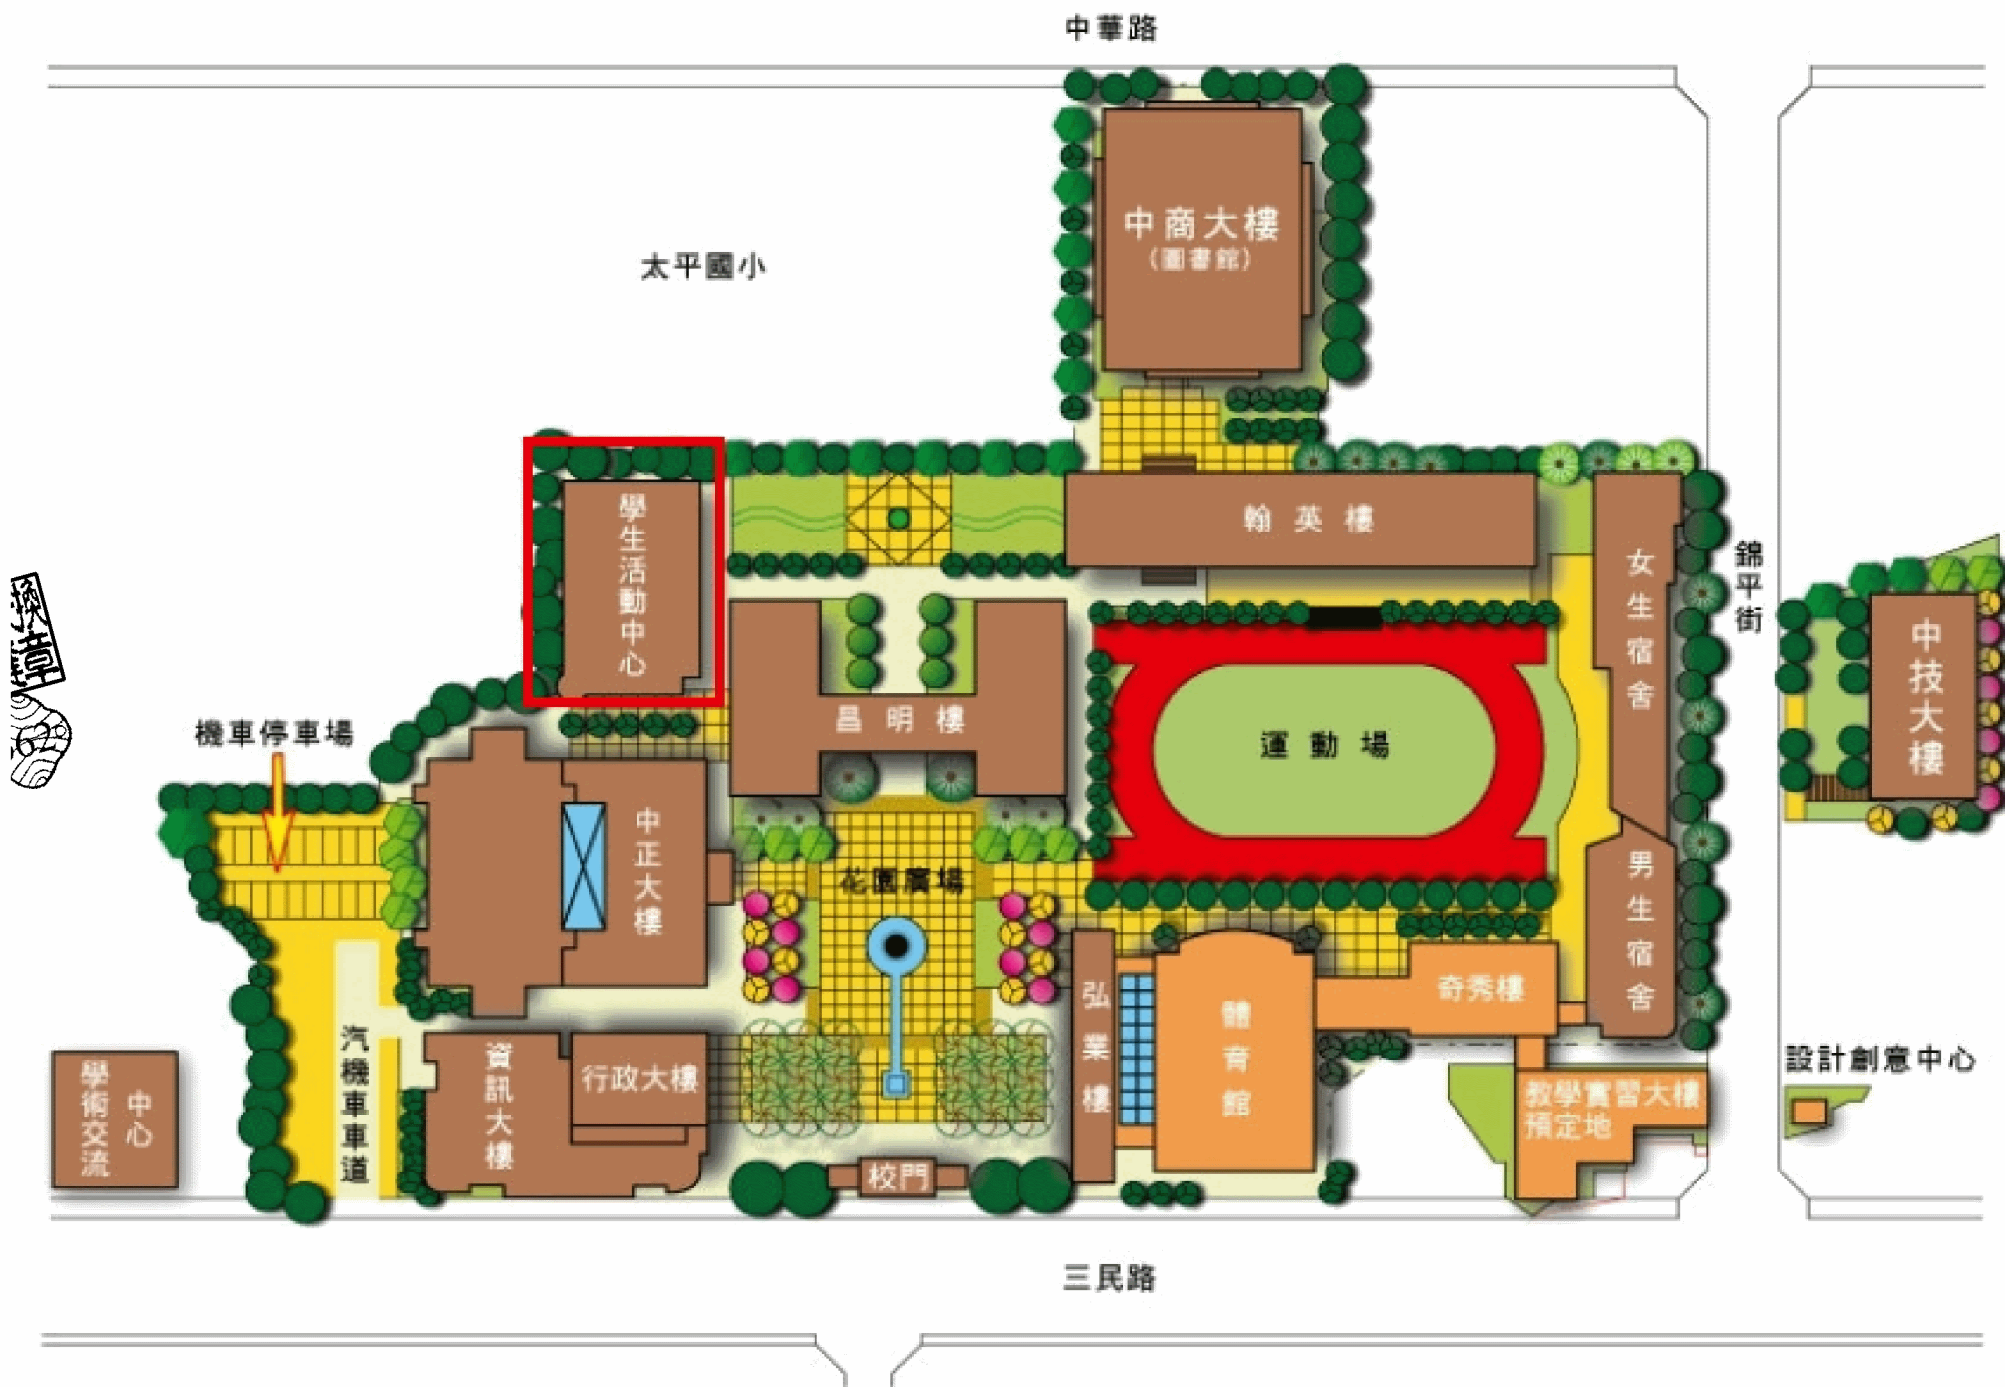 中華路
中商大樓
(圖書館)
太平國小
學生活動中心
翰英樓
女生宿舍
錦平街
中技大樓
換章
機車停車場
昌明樓
運動場
中正大樓
花園廣場
男生宿舍
弘業樓
體育館
奇秀樓
汽機車車道
資訊大樓
行政大樓
設計創意中心
學術交流
中心
教學實習大樓
預定地
校門
三民路